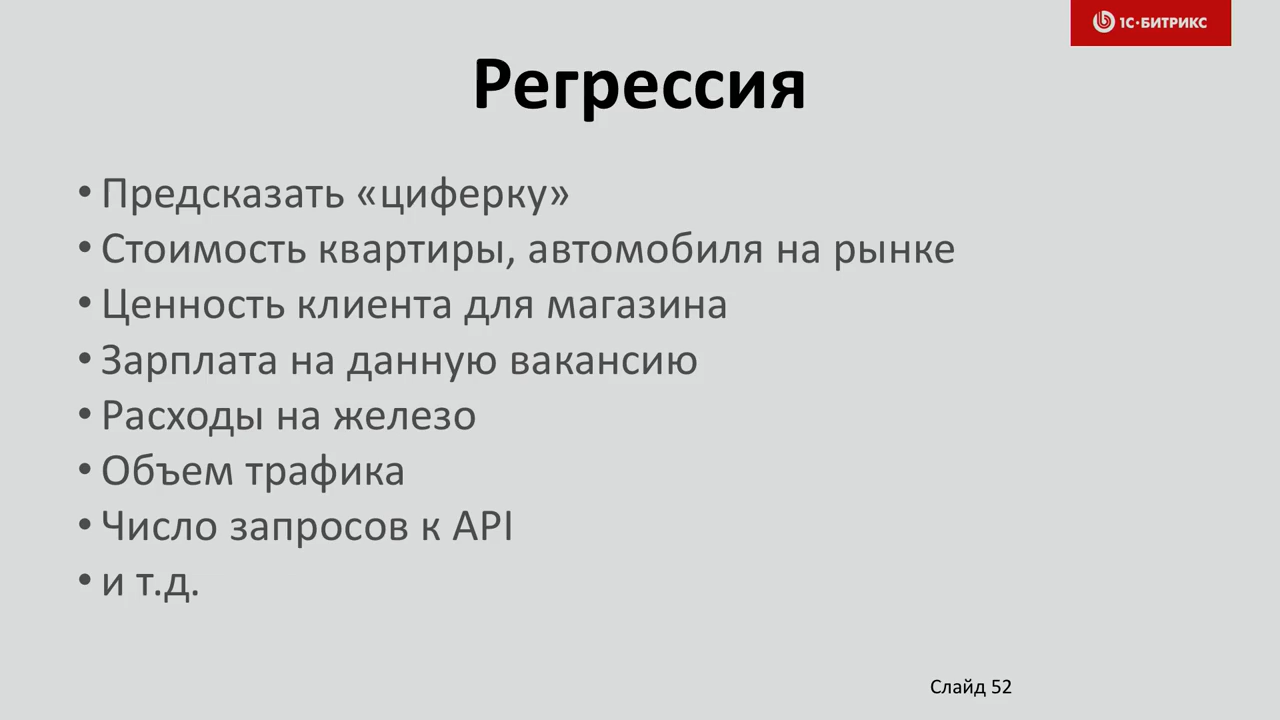 1С·БИТРИКС
Регрессия
• Предсказать «циферку»
• Стоимость квартиры, автомобиля на рынке
• Ценность клиента для магазина
• Зарплата на данную вакансию
• Расходы на железо
• Объем трафика
• Число запросов к API
• и т.д.
Слайд 52